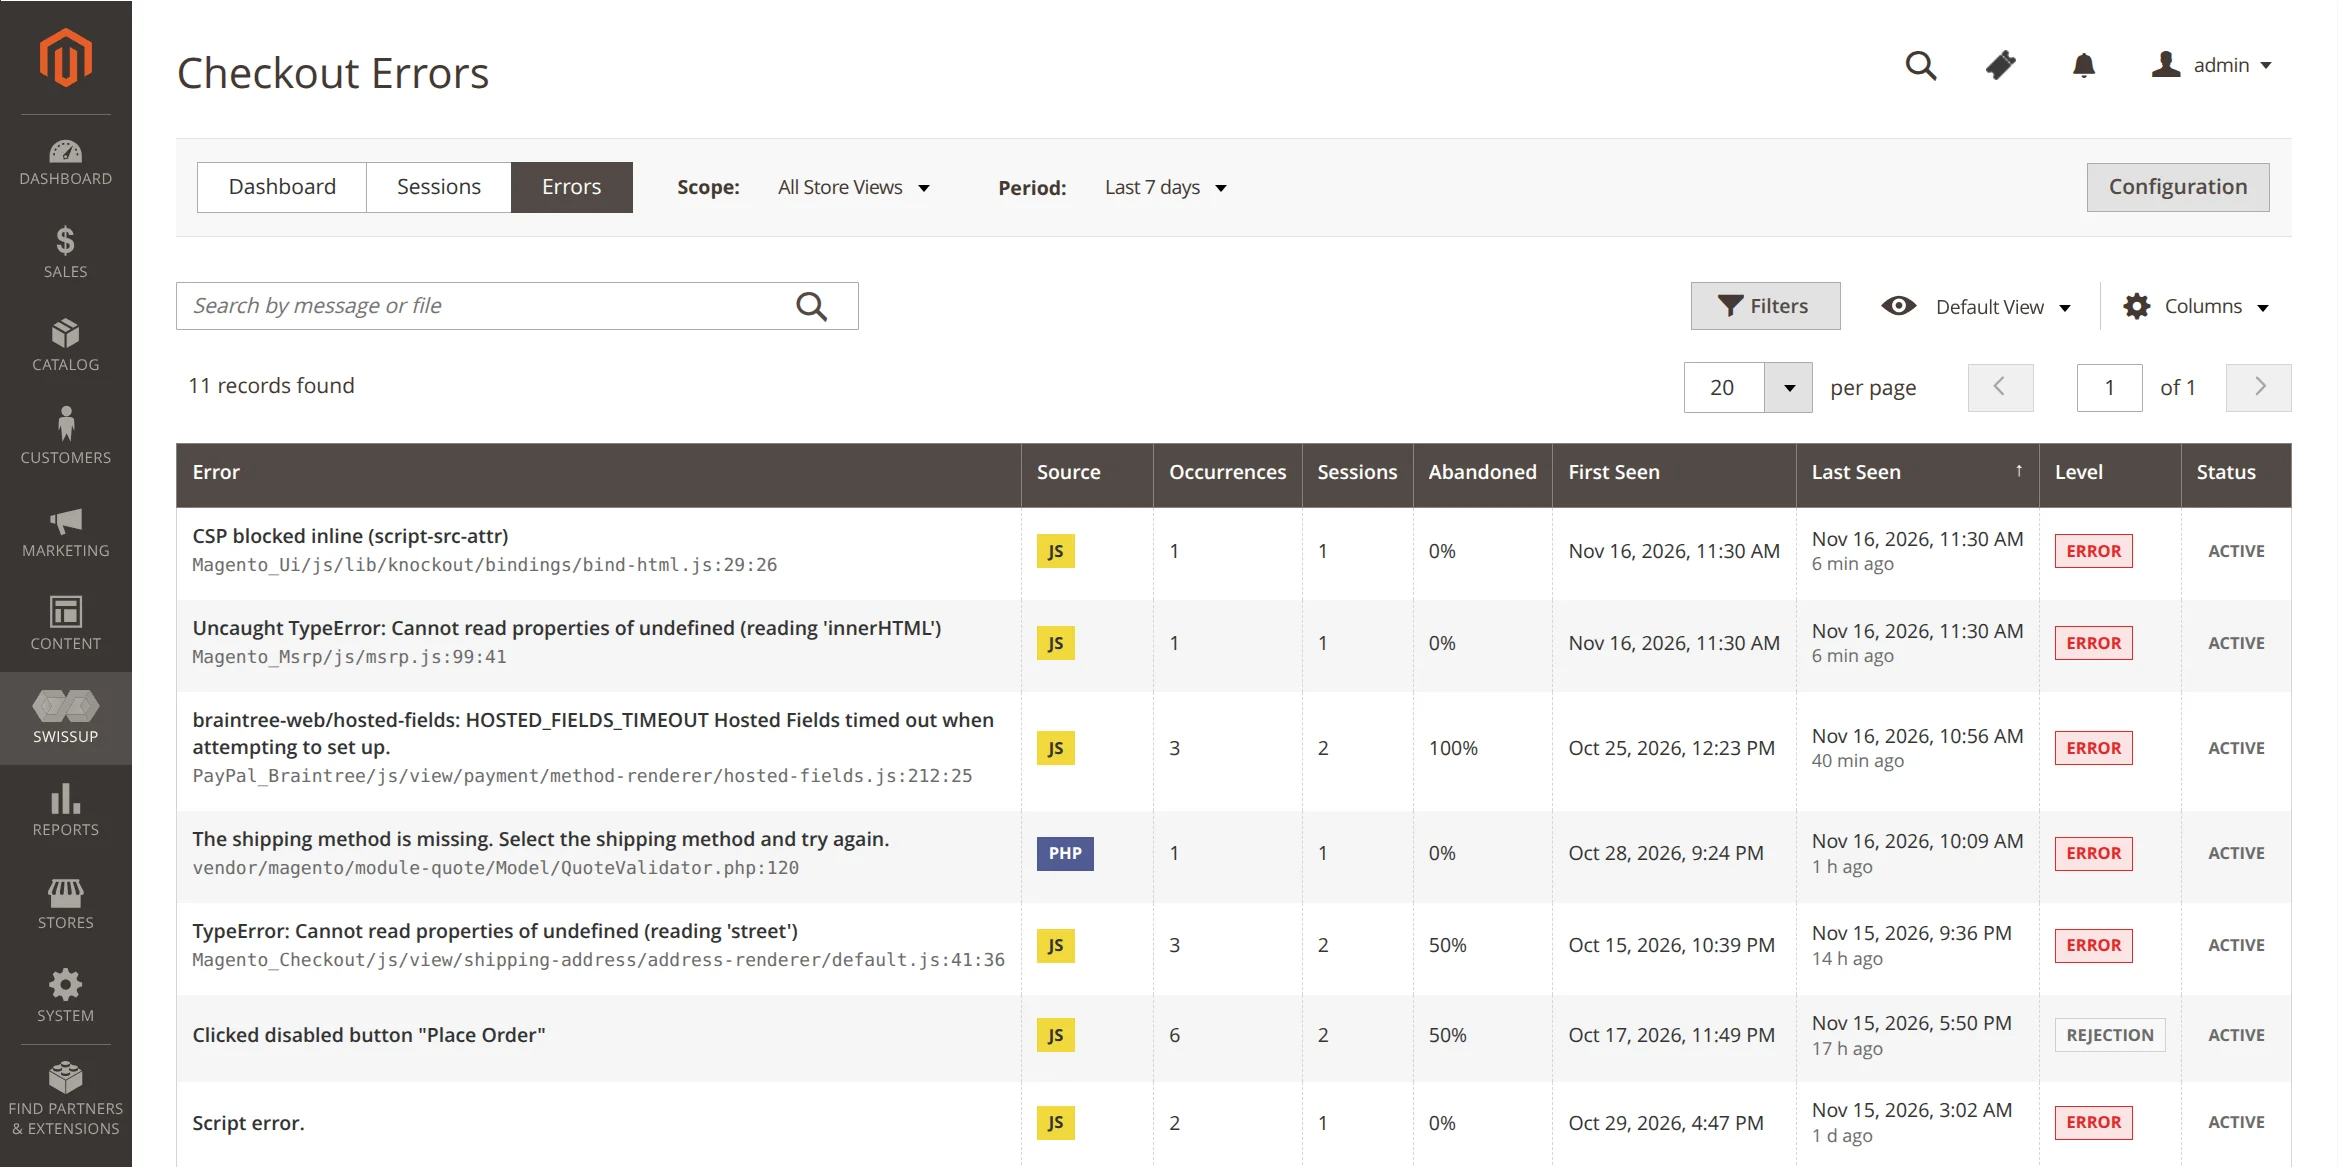 Checkout Errors
admin
DASHBOARD
SALES
CATALOG
CUSTOMERS
MARKETING
CONTENT
SWISSUP
REPORTS
STORES
SYSTEM
FIND PARTNERS
& EXTENSIONS
Dashboard Sessions Errors Scope: All Store Views Period: Last 7 days Configuration
Search by message or file Filters Default View Columns
11 records found 20 per page 1 of 1
Error Source Occurrences Sessions Abandoned First Seen Last Seen ↑ Level Status
CSP blocked inline (script-src-attr)
Magento_Ui/js/lib/knockout/bindings/bind-html.js:29:26
JS 1 1 0% Nov 16, 2026, 11:30 AM Nov 16, 2026, 11:30 AM
6 min ago
ERROR ACTIVE
Uncaught TypeError: Cannot read properties of undefined (reading 'innerHTML')
Magento_Msrp/js/msrp.js:99:41
JS 1 1 0% Nov 16, 2026, 11:30 AM Nov 16, 2026, 11:30 AM
6 min ago
ERROR ACTIVE
braintree-web/hosted-fields: HOSTED_FIELDS_TIMEOUT Hosted Fields timed out when
attempting to set up.
PayPal_Braintree/js/view/payment/method-renderer/hosted-fields.js:212:25
JS 3 2 100% Oct 25, 2026, 12:23 PM Nov 16, 2026, 10:56 AM
40 min ago
ERROR ACTIVE
The shipping method is missing. Select the shipping method and try again.
vendor/magento/module-quote/Model/QuoteValidator.php:120
PHP 1 1 0% Oct 28, 2026, 9:24 PM Nov 16, 2026, 10:09 AM
1 h ago
ERROR ACTIVE
TypeError: Cannot read properties of undefined (reading 'street')
Magento_Checkout/js/view/shipping-address/address-renderer/default.js:41:36
JS 3 2 50% Oct 15, 2026, 10:39 PM Nov 15, 2026, 9:36 PM
14 h ago
ERROR ACTIVE
Clicked disabled button "Place Order"
JS 6 2 50% Oct 17, 2026, 11:49 PM Nov 15, 2026, 5:50 PM
17 h ago
REJECTION ACTIVE
Script error.
JS 2 1 0% Oct 29, 2026, 4:47 PM Nov 15, 2026, 3:02 AM
1 d ago
ERROR ACTIVE